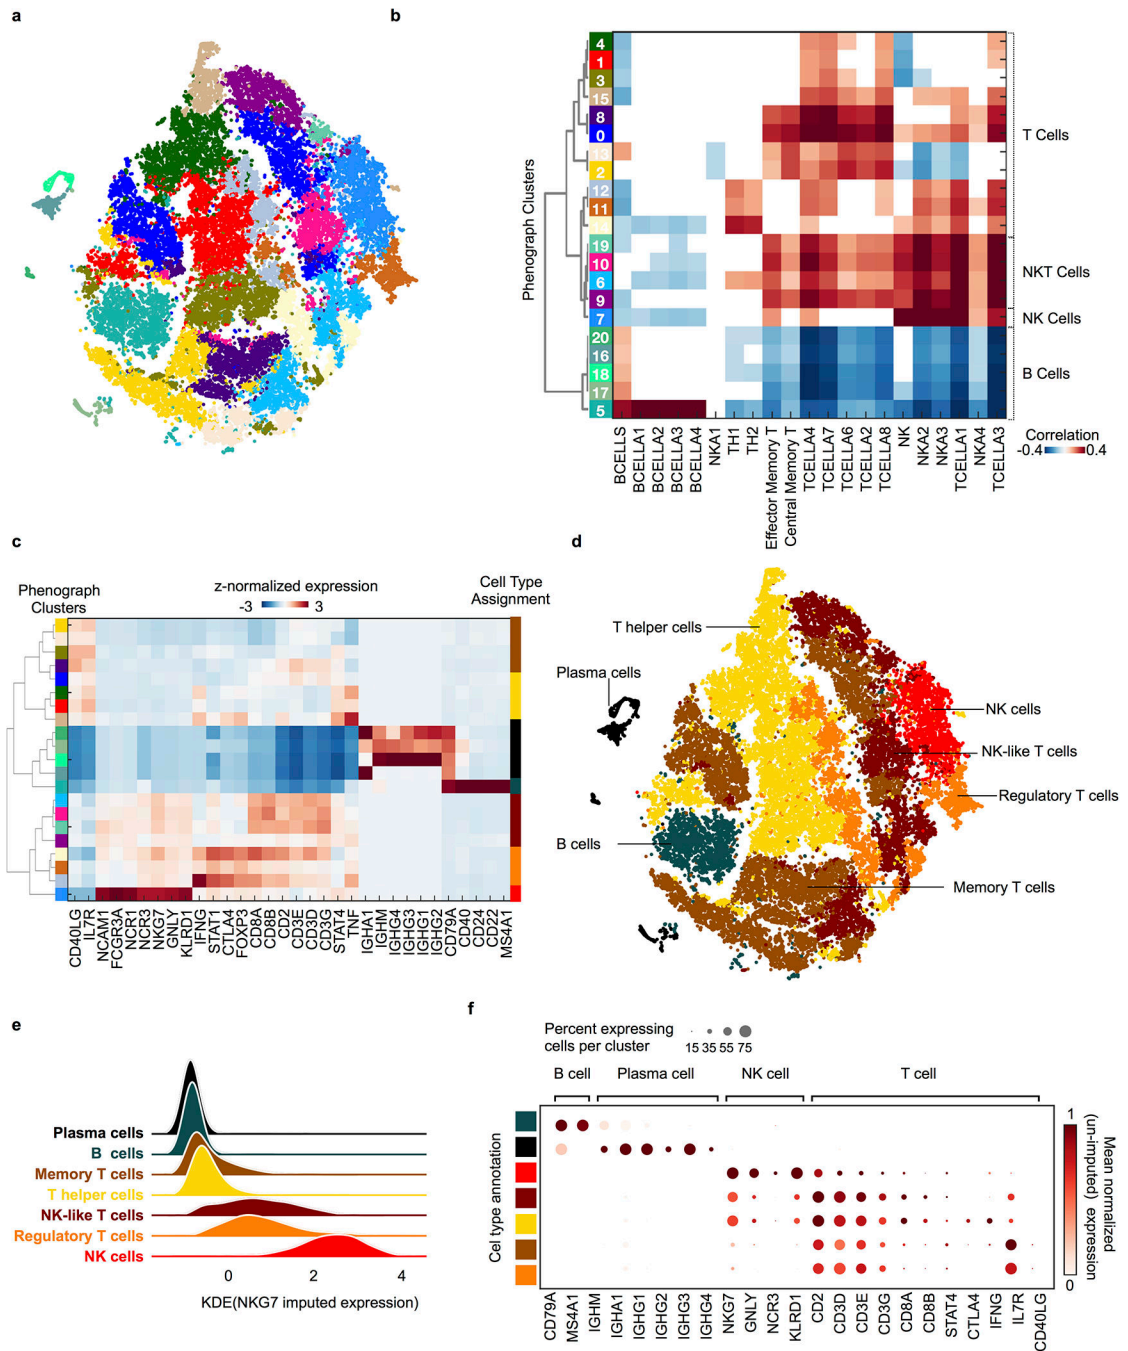 a
b
4
1
3
15
8
0
13
2
12
11
19
10
6
9
7
20
16
18
17
5
Phenograph Clusters
T Cells
NKT Cells
NK Cells
B Cells
BCELLS
BCELLA1
BCELLA2
BCELLA3
BCELLA4
NKA1
TH1
TH2
Effector Memory T
Central Memory T
TCELLA4
TCELLA7
TCELLA6
TCELLA2
TCELLA8
NK
NKA2
NKA3
TCELLA1
NKA4
TCELLA3
Correlation
-0.4 0.4
c
Phenograph
Clusters
z-normalized expression
-3 3
Cell Type
Assignment
CD40LG
IL7R
NCAM1
FCGR3A
NCR1
NCR3
NKG7
GNLY
KLRD1
IFNG
STAT1
CTLA4
FOXP3
CD8A
CD8B
CD2
CD3E
CD3D
CD3G
STAT4
TNF
IGHA1
IGHM
IGHG4
IGHG3
IGHG1
IGHG2
CD79A
CD40
CD24
CD22
MS4A1
d
T helper cells
Plasma cells
NK cells
NK-like T cells
Regulatory T cells
B cells
Memory T cells
e
Plasma cells
B cells
Memory T cells
T helper cells
NK-like T cells
Regulatory T cells
NK cells
0 2 4
KDE(NKG7 imputed expression)
f
Percent expressing
cells per cluster
15 35 55 75
B cell Plasma cell NK cell T cell
Cel type annotation
CD79A
MS4A1
IGHM
IGHA1
IGHG1
IGHG2
IGHG3
IGHG4
NKG7
GNLY
NCR3
KLRD1
CD2
CD3D
CD3E
CD3G
CD8A
CD8B
STAT4
CTLA4
IFNG
IL7R
CD40LG
1
0
Mean normalized
(un-imputed) expression